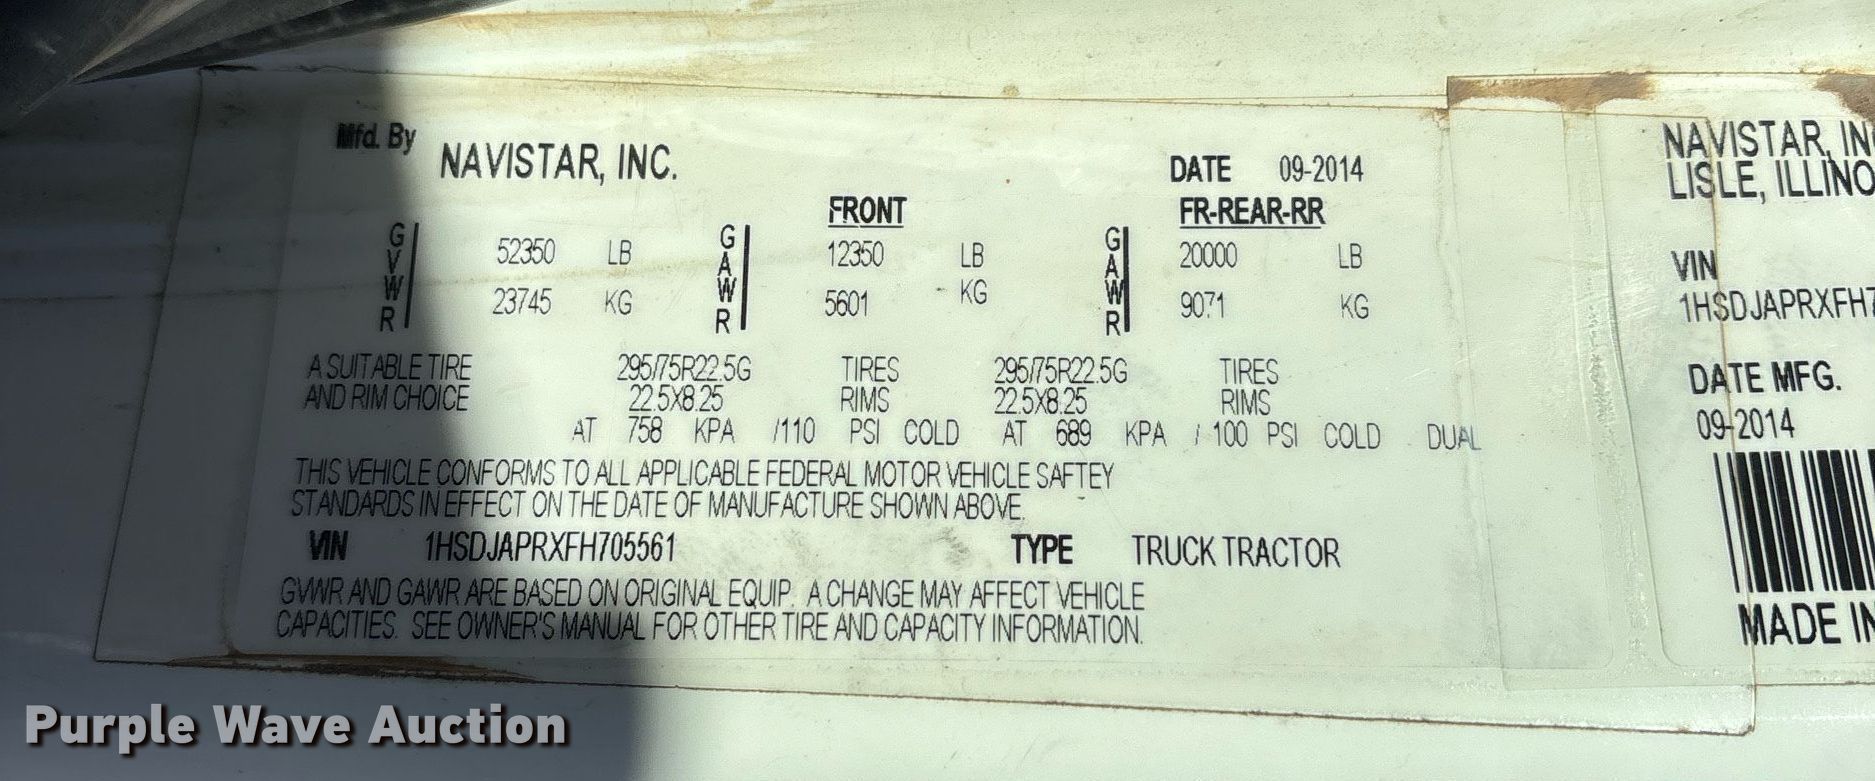 Mfd. By NAVISTAR, INC. DATE 09-2014
FRONT FR-REAR-RR
GVWR 52350 LB GAWR 12350 LB GAWR 20000 LB
23745 KG 5601 KG 9071 KG
A SUITABLE TIRE 295/75R22.5G TIRES 295/75R22.5G TIRES
AND RIM CHOICE 22.5X8.25 RIMS 22.5X8.25 RIMS
AT 758 KPA /110 PSI COLD AT 689 KPA / 100 PSI COLD DUAL
THIS VEHICLE CONFORMS TO ALL APPLICABLE FEDERAL MOTOR VEHICLE SAFTEY
STANDARDS IN EFFECT ON THE DATE OF MANUFACTURE SHOWN ABOVE.
VIN 1HSDJAPRXFH705561 TYPE TRUCK TRACTOR
GVWR AND GAWR ARE BASED ON ORIGINAL EQUIP. A CHANGE MAY AFFECT VEHICLE
CAPACITIES. SEE OWNER'S MANUAL FOR OTHER TIRE AND CAPACITY INFORMATION.
NAVISTAR, IN
LISLE, ILLINO
VIN
1HSDJAPRXFH7
DATE MFG.
09-2014
MADE IN
Purple Wave Auction